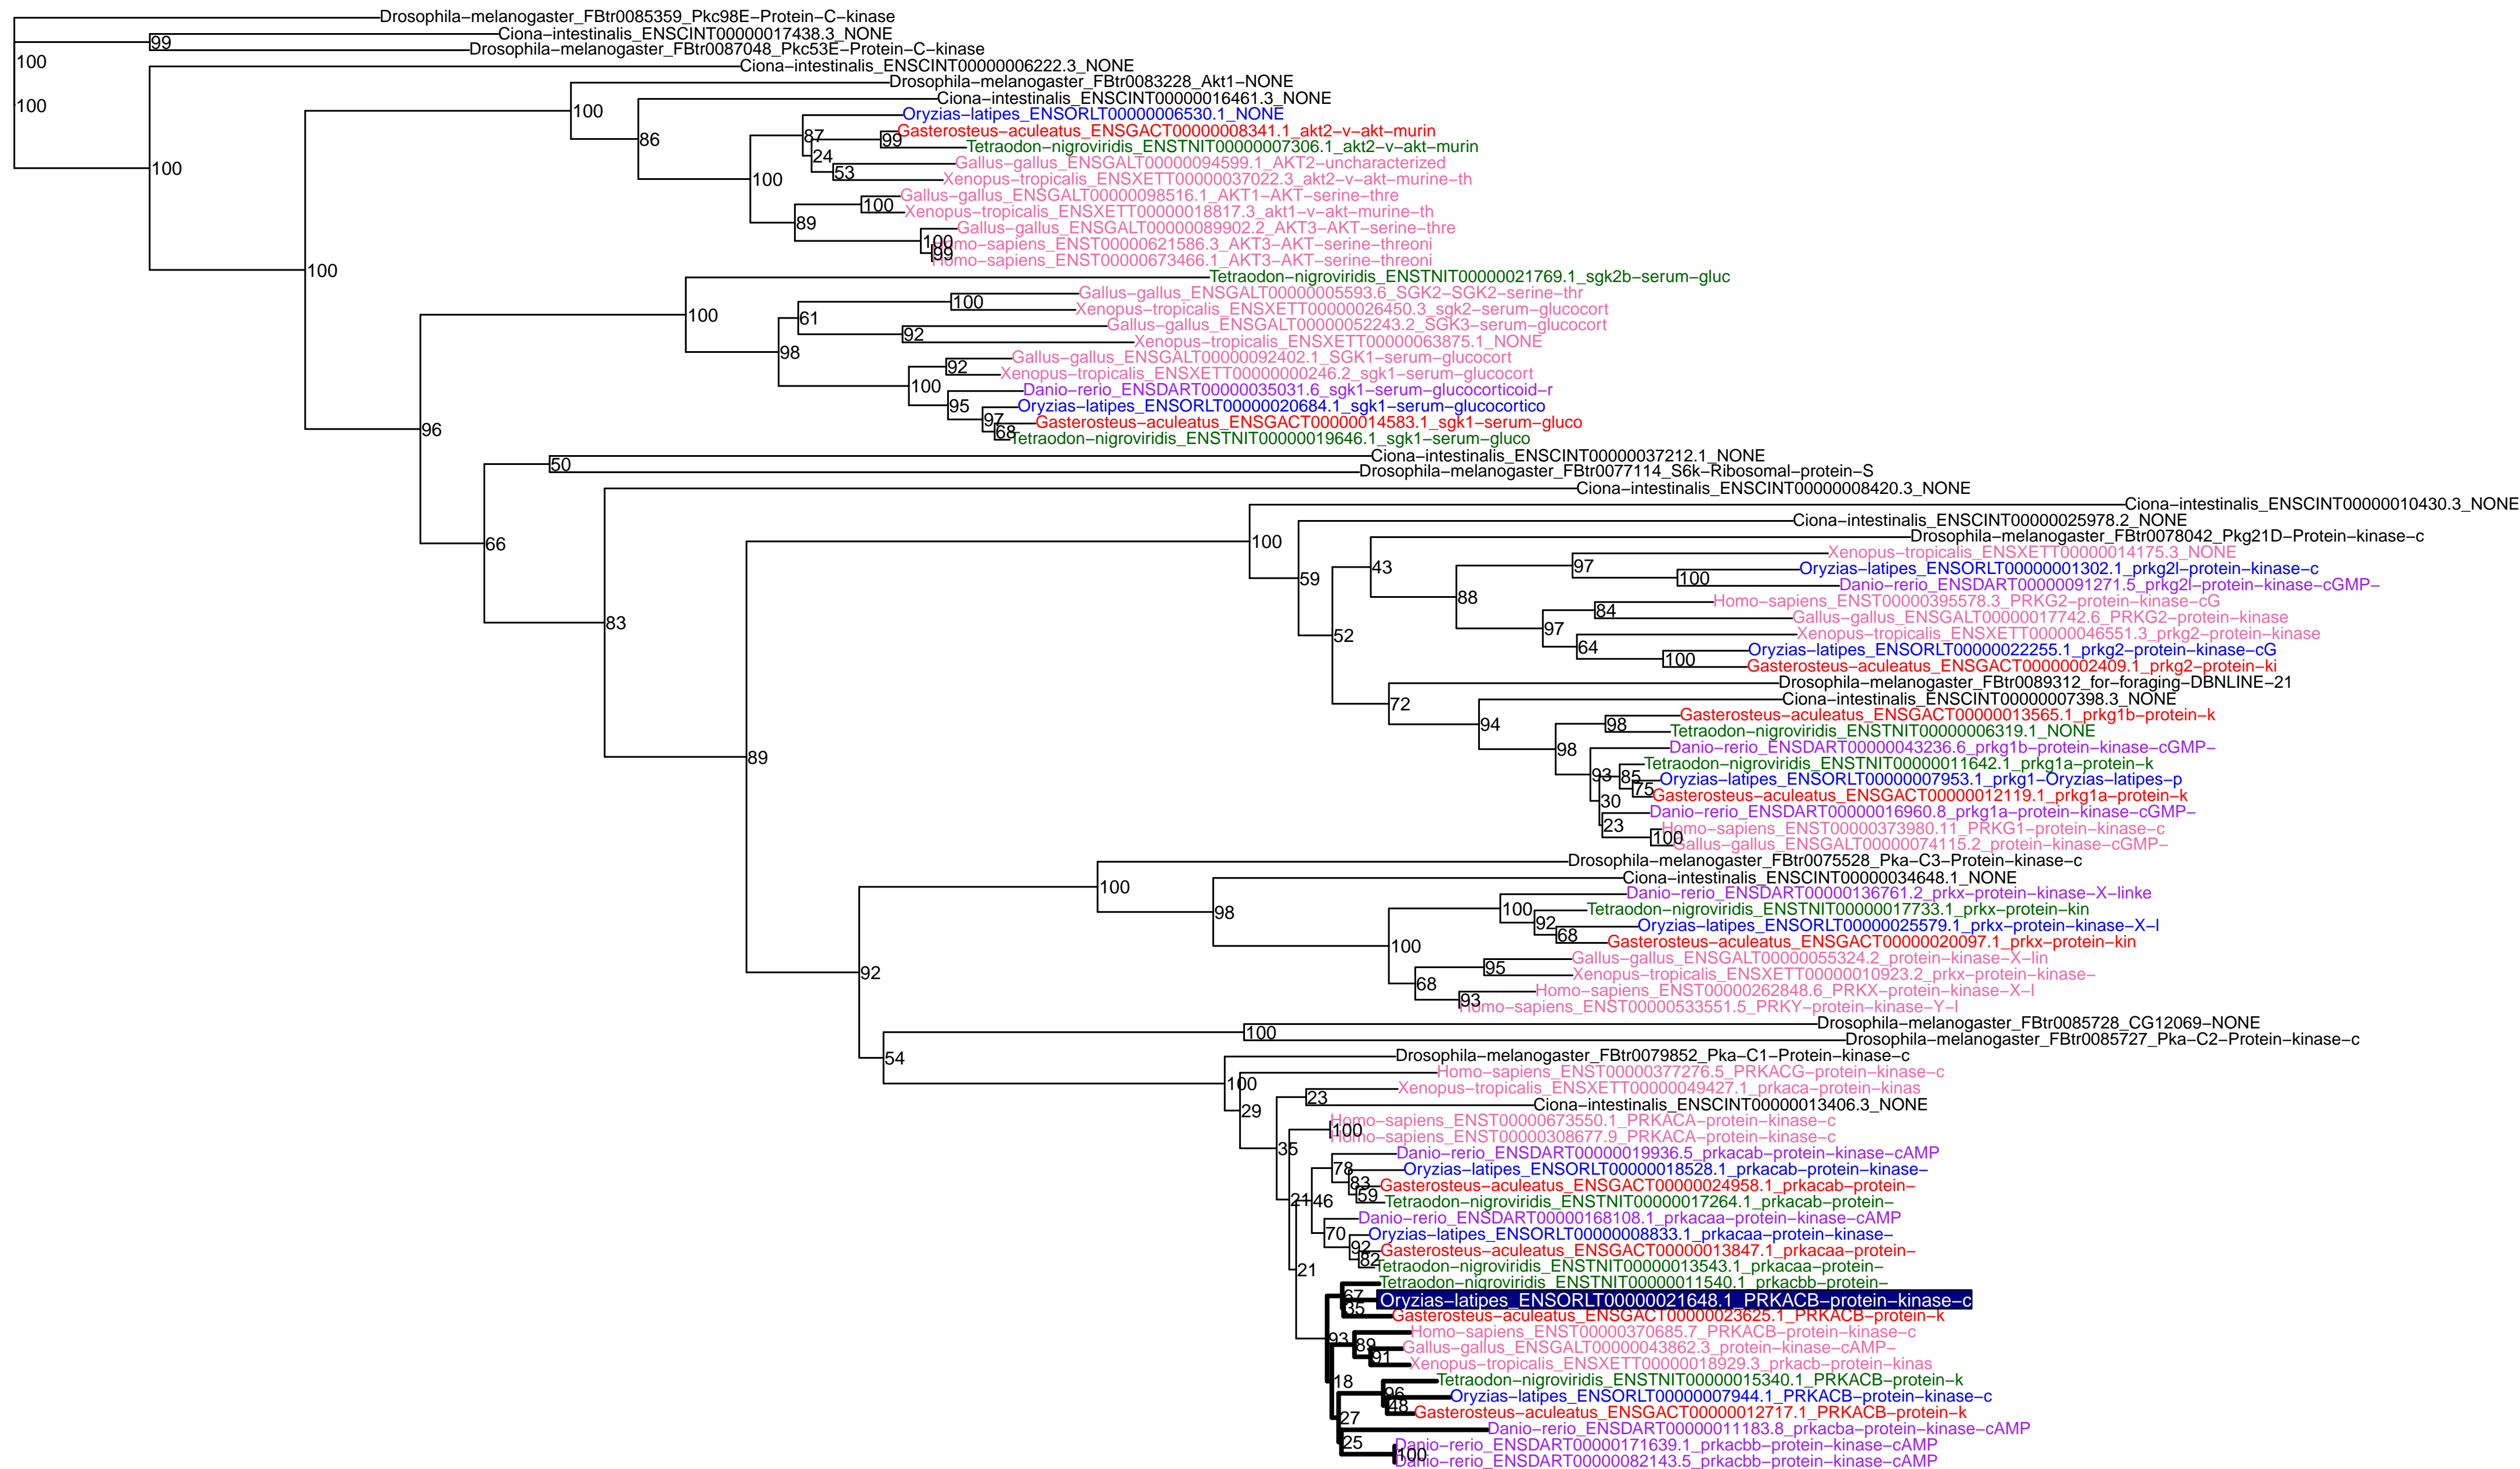 Drosophila−melanogaster_FBtr0085359_Pkc98E−Protein−C−kinase
Ciona−intestinalis_ENSCINT00000017438.3_NONE
99
Drosophila−melanogaster_FBtr0087048_Pkc53E−Protein−C−kinase
100
Ciona−intestinalis_ENSCINT00000006222.3_NONE
Drosophila−melanogaster_FBtr0083228_Akt1−NONE
Ciona−intestinalis_ENSCINT00000016461.3_NONE
100
100
Oryzias−latipes_ENSORLT00000006530.1_NONE
Gasterosteus−aculeatus_ENSGACT00000008341.1_akt2−v−akt−murin
87
99
86
Tetraodon−nigroviridis_ENSTNIT00000007306.1_akt2−v−akt−murin
24
Gallus−gallus_ENSGALT00000094599.1_AKT2−uncharacterized
100
53
Xenopus−tropicalis_ENSXETT00000037022.3_akt2−v−akt−murine−th
100
Gallus−gallus_ENSGALT00000098516.1_AKT1−AKT−serine−thre
100
Xenopus−tropicalis_ENSXETT00000018817.3_akt1−v−akt−murine−th
89
Gallus−gallus_ENSGALT00000089902.2_AKT3−AKT−serine−thre
100
Homo−sapiens_ENST00000621586.3_AKT3−AKT−serine−threoni
99
Homo−sapiens_ENST00000673466.1_AKT3−AKT−serine−threoni
100
Tetraodon−nigroviridis_ENSTNIT00000021769.1_sgk2b−serum−gluc
Gallus−gallus_ENSGALT00000005593.6_SGK2−SGK2−serine−thr
100
Xenopus−tropicalis_ENSXETT00000026450.3_sgk2−serum−glucocort
100
61
Gallus−gallus_ENSGALT00000052243.2_SGK3−serum−glucocort
92
Xenopus−tropicalis_ENSXETT00000063875.1_NONE
98
Gallus−gallus_ENSGALT00000092402.1_SGK1−serum−glucocort
92
Xenopus−tropicalis_ENSXETT00000000246.2_sgk1−serum−glucocort
100
Danio−rerio_ENSDART00000035031.6_sgk1−serum−glucocorticoid−r
95
Oryzias−latipes_ENSORLT00000020684.1_sgk1−serum−glucocortico
97
Gasterosteus−aculeatus_ENSGACT00000014583.1_sgk1−serum−gluco
96
68
Tetraodon−nigroviridis_ENSTNIT00000019646.1_sgk1−serum−gluco
Ciona−intestinalis_ENSCINT00000037212.1_NONE
50
Drosophila−melanogaster_FBtr0077114_S6k−Ribosomal−protein−S
Ciona−intestinalis_ENSCINT00000008420.3_NONE
Ciona−intestinalis_ENSCINT00000010430.3_NONE
Ciona−intestinalis_ENSCINT00000025978.2_NONE
66
100
Drosophila−melanogaster_FBtr0078042_Pkg21D−Protein−kinase−c
Xenopus−tropicalis_ENSXETT00000014175.3_NONE
43
97
Oryzias−latipes_ENSORLT00000001302.1_prkg2l−protein−kinase−c
59
100
Danio−rerio_ENSDART00000091271.5_prkg2l−protein−kinase−cGMP−
88
Homo−sapiens_ENST00000395578.3_PRKG2−protein−kinase−cG
84
Gallus−gallus_ENSGALT00000017742.6_PRKG2−protein−kinase
83
97
Xenopus−tropicalis_ENSXETT00000046551.3_prkg2−protein−kinase
52
64
Oryzias−latipes_ENSORLT00000022255.1_prkg2−protein−kinase−cG
100
Gasterosteus−aculeatus_ENSGACT00000002409.1_prkg2−protein−ki
Drosophila−melanogaster_FBtr0089312_for−foraging−DBNLINE−21
72
Ciona−intestinalis_ENSCINT00000007398.3_NONE
94
Gasterosteus−aculeatus_ENSGACT00000013565.1_prkg1b−protein−k
98
Tetraodon−nigroviridis_ENSTNIT00000006319.1_NONE
98
Danio−rerio_ENSDART00000043236.6_prkg1b−protein−kinase−cGMP−
89
Tetraodon−nigroviridis_ENSTNIT00000011642.1_prkg1a−protein−k
93
85
Oryzias−latipes_ENSORLT00000007953.1_prkg1−Oryzias−latipes−p
75
Gasterosteus−aculeatus_ENSGACT00000012119.1_prkg1a−protein−k
30
Danio−rerio_ENSDART00000016960.8_prkg1a−protein−kinase−cGMP−
23
Homo−sapiens_ENST00000373980.11_PRKG1−protein−kinase−c
100
Gallus−gallus_ENSGALT00000074115.2_protein−kinase−cGMP−
Drosophila−melanogaster_FBtr0075528_Pka−C3−Protein−kinase−c
100
Ciona−intestinalis_ENSCINT00000034648.1_NONE
Danio−rerio_ENSDART00000136761.2_prkx−protein−kinase−X−linke
98
100
Tetraodon−nigroviridis_ENSTNIT00000017733.1_prkx−protein−kin
92
Oryzias−latipes_ENSORLT00000025579.1_prkx−protein−kinase−X−l
68
Gasterosteus−aculeatus_ENSGACT00000020097.1_prkx−protein−kin
100
Gallus−gallus_ENSGALT00000055324.2_protein−kinase−X−lin
95
Xenopus−tropicalis_ENSXETT00000010923.2_prkx−protein−kinase−
92
68
Homo−sapiens_ENST00000262848.6_PRKX−protein−kinase−X−l
93
Homo−sapiens_ENST00000533551.5_PRKY−protein−kinase−Y−l
Drosophila−melanogaster_FBtr0085728_CG12069−NONE
100
Drosophila−melanogaster_FBtr0085727_Pka−C2−Protein−kinase−c
54
Drosophila−melanogaster_FBtr0079852_Pka−C1−Protein−kinase−c
100
Homo−sapiens_ENST00000377276.5_PRKACG−protein−kinase−c
Xenopus−tropicalis_ENSXETT00000049427.1_prkaca−protein−kinas
29
23
Ciona−intestinalis_ENSCINT00000013406.3_NONE
Homo−sapiens_ENST00000673550.1_PRKACA−protein−kinase−c
100
Homo−sapiens_ENST00000308677.9_PRKACA−protein−kinase−c
35
Danio−rerio_ENSDART00000019936.5_prkacab−protein−kinase−cAMP
78
Oryzias−latipes_ENSORLT00000018528.1_prkacab−protein−kinase−
83
Gasterosteus−aculeatus_ENSGACT00000024958.1_prkacab−protein−
59
21
46
Tetraodon−nigroviridis_ENSTNIT00000017264.1_prkacab−protein−
Danio−rerio_ENSDART00000168108.1_prkacaa−protein−kinase−cAMP
70
Oryzias−latipes_ENSORLT00000008833.1_prkacaa−protein−kinase−
92
Gasterosteus−aculeatus_ENSGACT00000013847.1_prkacaa−protein−
82
21
Tetraodon−nigroviridis_ENSTNIT00000013543.1_prkacaa−protein−
Tetraodon−nigroviridis_ENSTNIT00000011540.1_prkacbb−protein−
67
Oryzias−latipes_ENSORLT00000021648.1_PRKACB−protein−kinase−c
35
Gasterosteus−aculeatus_ENSGACT00000023625.1_PRKACB−protein−k
93
Homo−sapiens_ENST00000370685.7_PRKACB−protein−kinase−c
89
Gallus−gallus_ENSGALT00000043862.3_protein−kinase−cAMP−
91
Xenopus−tropicalis_ENSXETT00000018929.3_prkacb−protein−kinas
18
Tetraodon−nigroviridis_ENSTNIT00000015340.1_PRKACB−protein−k
96
Oryzias−latipes_ENSORLT00000007944.1_PRKACB−protein−kinase−c
48
Gasterosteus−aculeatus_ENSGACT00000012717.1_PRKACB−protein−k
27
Danio−rerio_ENSDART00000011183.8_prkacba−protein−kinase−cAMP
25
Danio−rerio_ENSDART00000171639.1_prkacbb−protein−kinase−cAMP
100
Danio−rerio_ENSDART00000082143.5_prkacbb−protein−kinase−cAMP